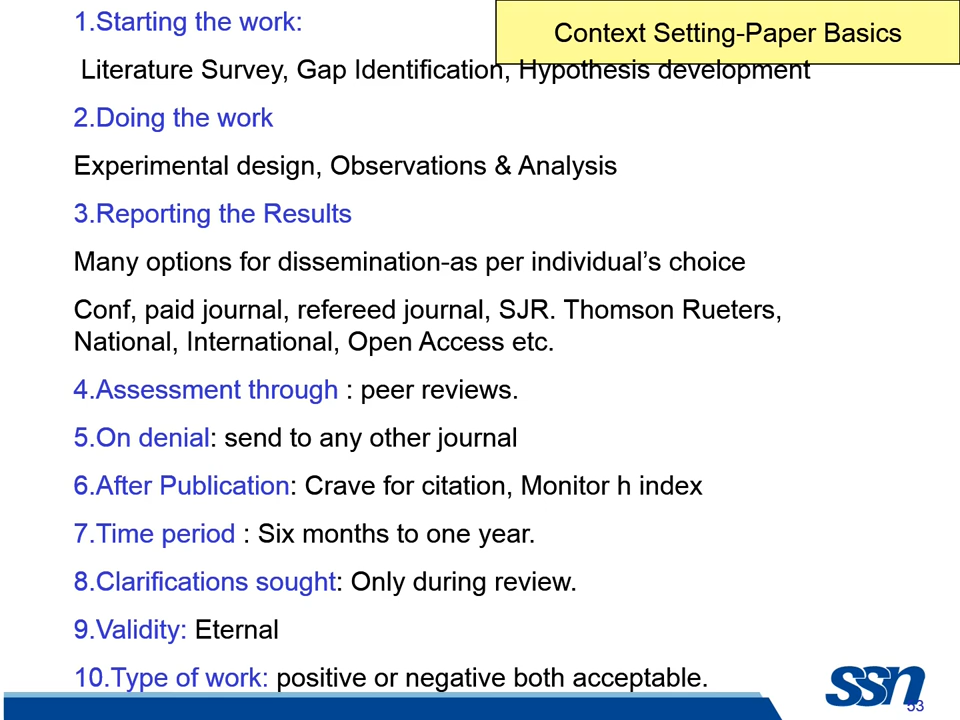 1.Starting the work:
Context Setting-Paper Basics
Literature Survey, Gap Identification, Hypothesis development
2.Doing the work
Experimental design, Observations & Analysis
3.Reporting the Results
Many options for dissemination-as per individual’s choice
Conf, paid journal, refereed journal, SJR. Thomson Rueters,
National, International, Open Access etc.
4.Assessment through : peer reviews.
5.On denial: send to any other journal
6.After Publication: Crave for citation, Monitor h index
7.Time period : Six months to one year.
8.Clarifications sought: Only during review.
9.Validity: Eternal
10.Type of work: positive or negative both acceptable.
ssn
53